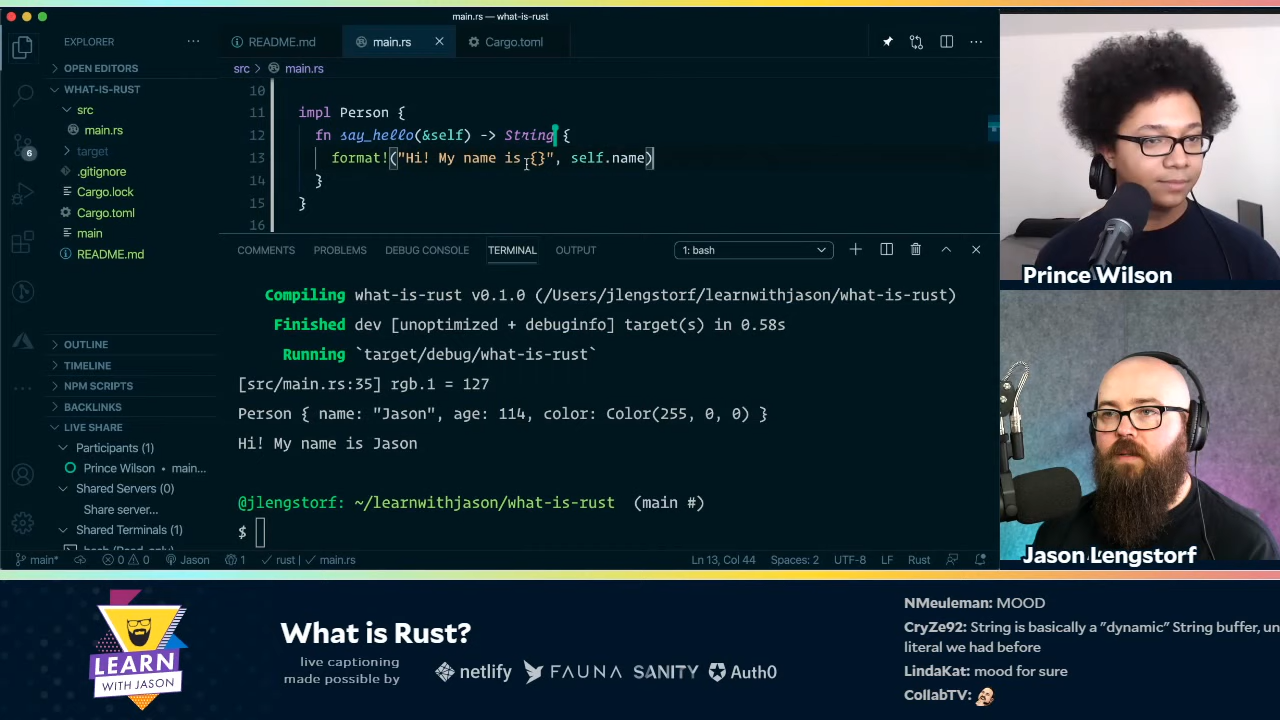 main.rs — what-is-rust
EXPLORER
README.md
main.rs
Cargo.toml
OPEN EDITORS
src
main.rs
WHAT-IS-RUST
src
main.rs
target
.gitignore
Cargo.lock
Cargo.toml
main
README.md
OUTLINE
TIMELINE
NPM SCRIPTS
BACKLINKS
LIVE SHARE
Participants (1)
Prince Wilson • main...
Shared Servers (0)
Share server...
Shared Terminals (1)
6
10
11 impl Person {
12 fn say_hello(&self) -> String {
13 format!("Hi! My name is {}", self.name)
14 }
15 }
16
COMMENTS PROBLEMS DEBUG CONSOLE TERMINAL OUTPUT
1: bash
Compiling what-is-rust v0.1.0 (/Users/jlengstorf/learnwithjason/what-is-rust)
Finished dev [unoptimized + debuginfo] target(s) in 0.58s
Running `target/debug/what-is-rust`
[src/main.rs:35] rgb.1 = 127
Person { name: "Jason", age: 114, color: Color(255, 0, 0) }
Hi! My name is Jason
@jlengstorf: ~/learnwithjason/what-is-rust (main #)
$
main* 0 0 Jason 1 rust | main.rs
Ln 13, Col 44 Spaces: 2 UTF-8 LF Rust
Prince Wilson
Jason Lengstorf
LEARN
WITH JASON
What is Rust?
live captioning
made possible by
netlify FAUNA SANITY Auth0
NMeuleman: MOOD
CryZe92: String is basically a "dynamic" String buffer, un
literal we had before
LindaKat: mood for sure
CollabTV: